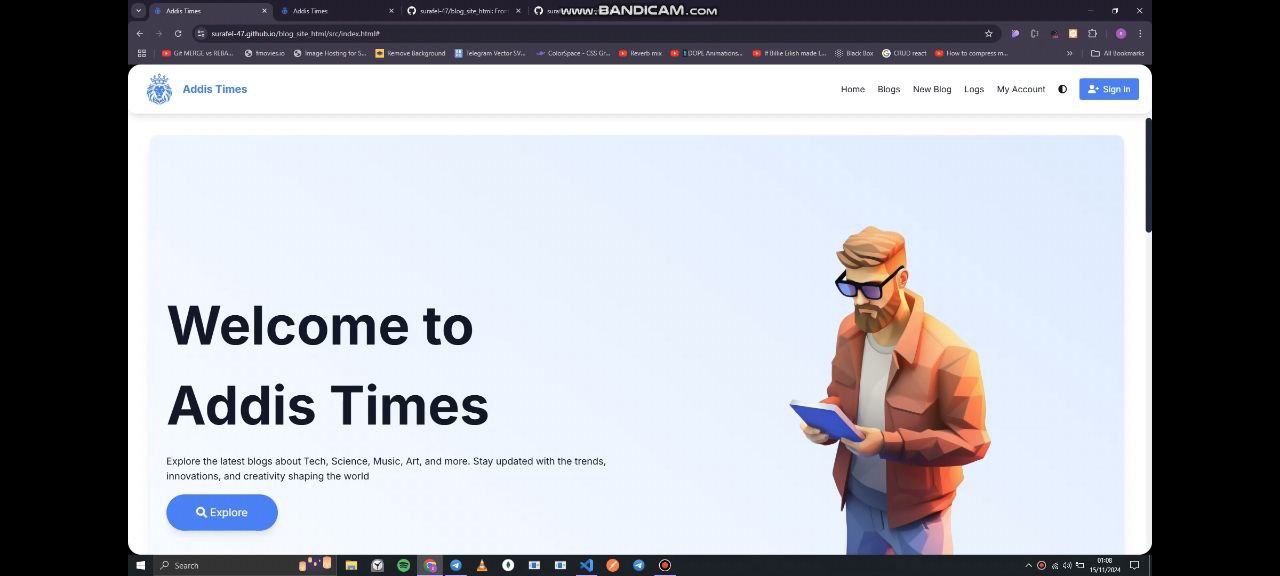 www.BANDICAM.com
Addis Times
Addis Times
surafel-47/blog_site_html: Fron
suraf
surafel-47.github.io/blog_site_html/src/index.html#
Git MERGE vs REBA...
fmovies.io
Image Hosting for S...
Remove Background
Telegram Vector SV...
ColorSpace - CSS Gr...
Reverb mix
DOPE Animations...
# Billie Eilish made L...
Black Box
CRUD react
How to compress m...
»
All Bookmarks
Addis Times
Home
Blogs
New Blog
Logs
My Account
Sign In
Welcome to
Addis Times
Explore the latest blogs about Tech, Science, Music, Art, and more. Stay updated with the trends,
innovations, and creativity shaping the world
Explore
Search
01:08
15/11/2024